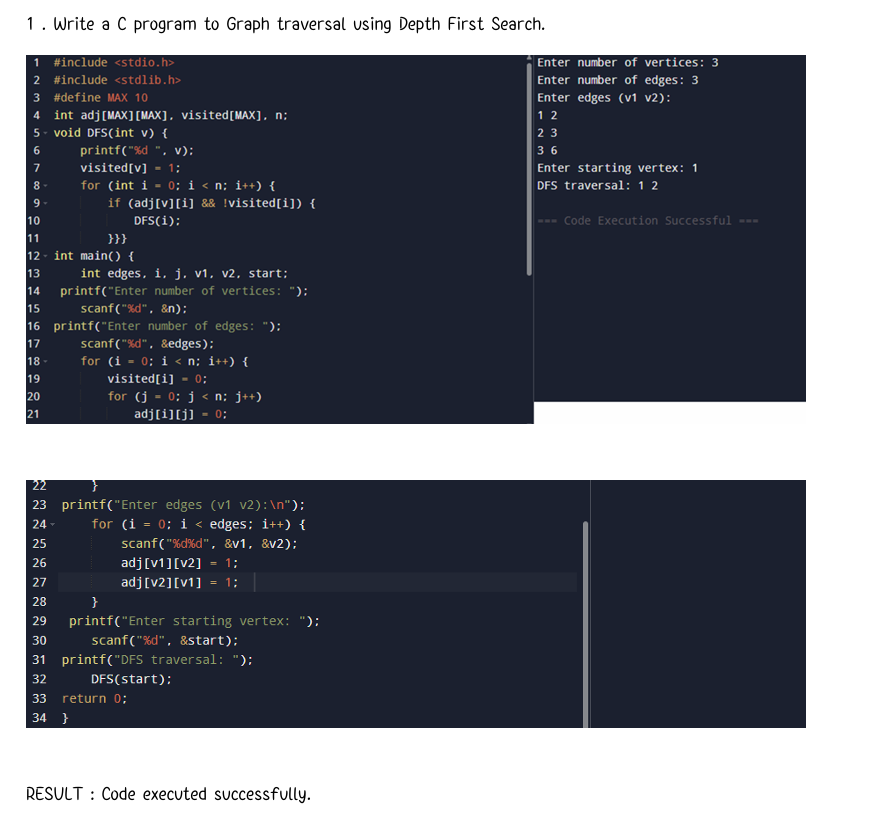 1 . Write a C program to Graph traversal using Depth First Search.
1 #include <stdio.h>
2 #include <stdlib.h>
3 #define MAX 10
4 int adj[MAX][MAX], visited[MAX], n;
5 void DFS(int v) {
6 printf("%d ", v);
7 visited[v] = 1;
8 for (int i = 0; i < n; i++) {
9 if (adj[v][i] && !visited[i]) {
10 DFS(i);
11 }}}
12 int main() {
13 int edges, i, j, v1, v2, start;
14 printf("Enter number of vertices: ");
15 scanf("%d", &n);
16 printf("Enter number of edges: ");
17 scanf("%d", &edges);
18 for (i = 0; i < n; i++) {
19 visited[i] = 0;
20 for (j = 0; j < n; j++)
21 adj[i][j] = 0;
Enter number of vertices: 3
Enter number of edges: 3
Enter edges (v1 v2):
1 2
2 3
3 6
Enter starting vertex: 1
DFS traversal: 1 2
=== Code Execution Successful ===
22 }
23 printf("Enter edges (v1 v2):\n");
24 for (i = 0; i < edges; i++) {
25 scanf("%d%d", &v1, &v2);
26 adj[v1][v2] = 1;
27 adj[v2][v1] = 1;
28 }
29 printf("Enter starting vertex: ");
30 scanf("%d", &start);
31 printf("DFS traversal: ");
32 DFS(start);
33 return 0;
34 }
RESULT : Code executed successfully.